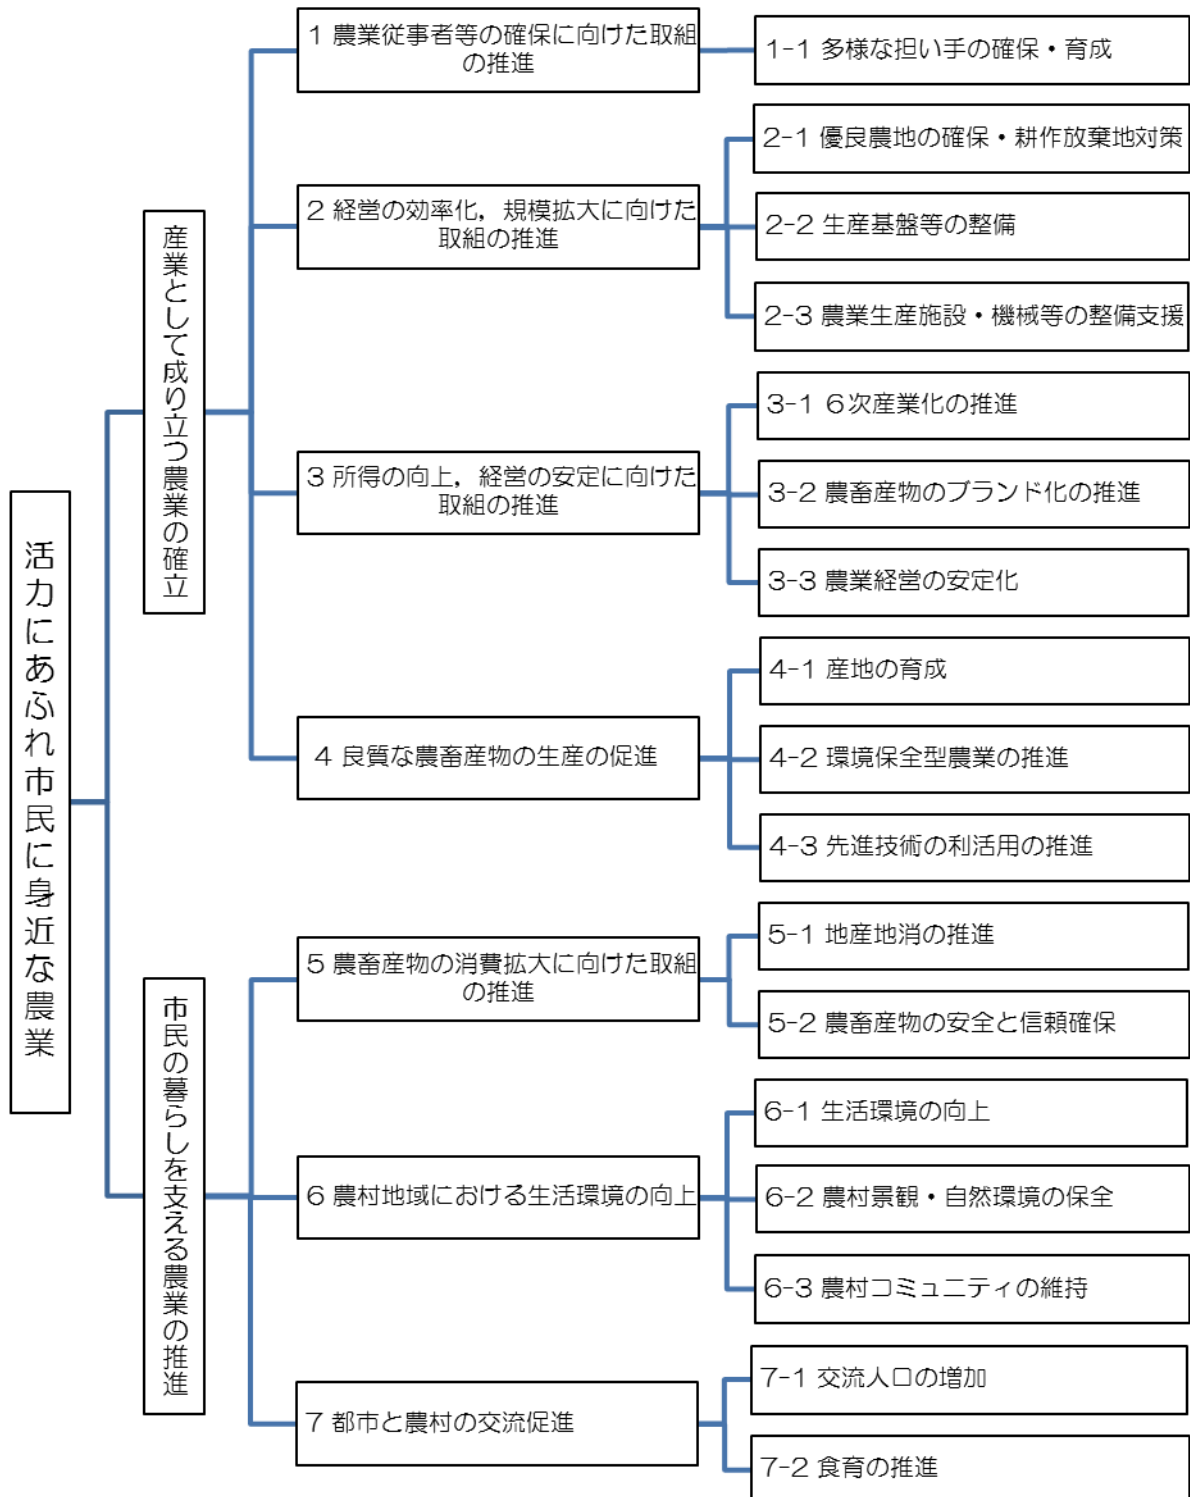 活力にあふれ市民に身近な農業
産業として成り立つ農業の確立
1 農業従事者等の確保に向けた取組
の推進
1-1 多様な担い手の確保・育成
2 経営の効率化，規模拡大に向けた
取組の推進
2-1 優良農地の確保・耕作放棄地対策
2-2 生産基盤等の整備
2-3 農業生産施設・機械等の整備支援
3 所得の向上，経営の安定に向けた
取組の推進
3-1 6次産業化の推進
3-2 農畜産物のブランド化の推進
3-3 農業経営の安定化
4 良質な農畜産物の生産の促進
4-1 産地の育成
4-2 環境保全型農業の推進
4-3 先進技術の利活用の推進
市民の暮らしを支える農業の推進
5 農畜産物の消費拡大に向けた取組
の推進
5-1 地産地消の推進
5-2 農畜産物の安全と信頼確保
6 農村地域における生活環境の向上
6-1 生活環境の向上
6-2 農村景観・自然環境の保全
6-3 農村コミュニティの維持
7 都市と農村の交流促進
7-1 交流人口の増加
7-2 食育の推進